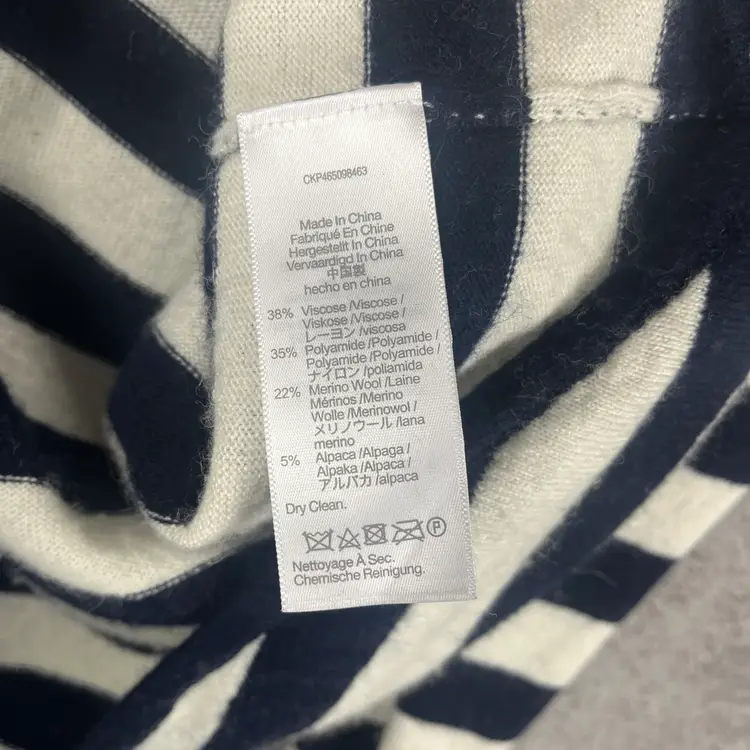 CKP465098463
Made In China
Fabriqué En Chine
Hergestellt In China
Vervaardigd In China
中国製
hecho en china
38% Viscose /Viscose /
Viskose /Viscose /
レーヨン /viscosa
35% Polyamide /Polyamide /
Polyamide /Polyamide /
ナイロン /poliamida
22% Merino Wool /Laine
Mérinos /Merino
Wolle /Merinowol /
メリノウール /lana
merino
5% Alpaca /Alpaga /
Alpaka /Alpaca /
アルパカ /alpaca
Dry Clean.
P
Nettoyage À Sec.
Chemische Reinigung.